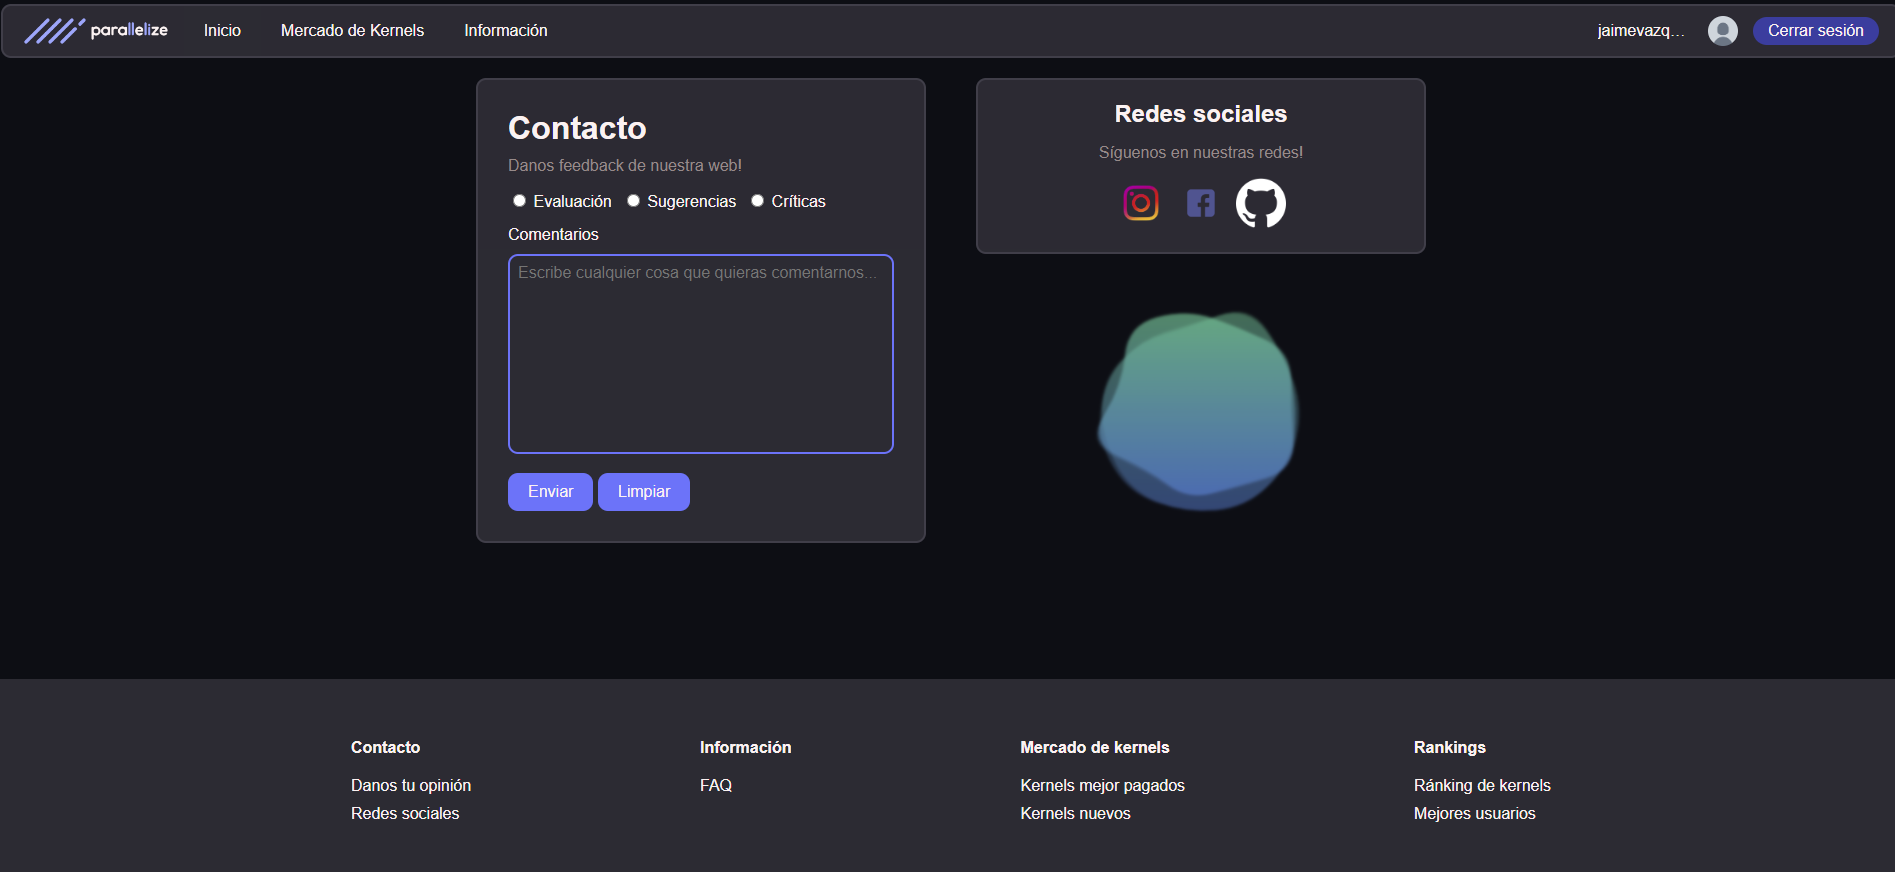 parallelize Inicio Mercado de Kernels Información jaimevazq... Cerrar sesión
Contacto
Danos feedback de nuestra web!
Evaluación Sugerencias Críticas
Comentarios
Escribe cualquier cosa que quieras comentarnos...
Enviar Limpiar
Redes sociales
Síguenos en nuestras redes!
Contacto
Danos tu opinión
Redes sociales
Información
FAQ
Mercado de kernels
Kernels mejor pagados
Kernels nuevos
Rankings
Ránking de kernels
Mejores usuarios